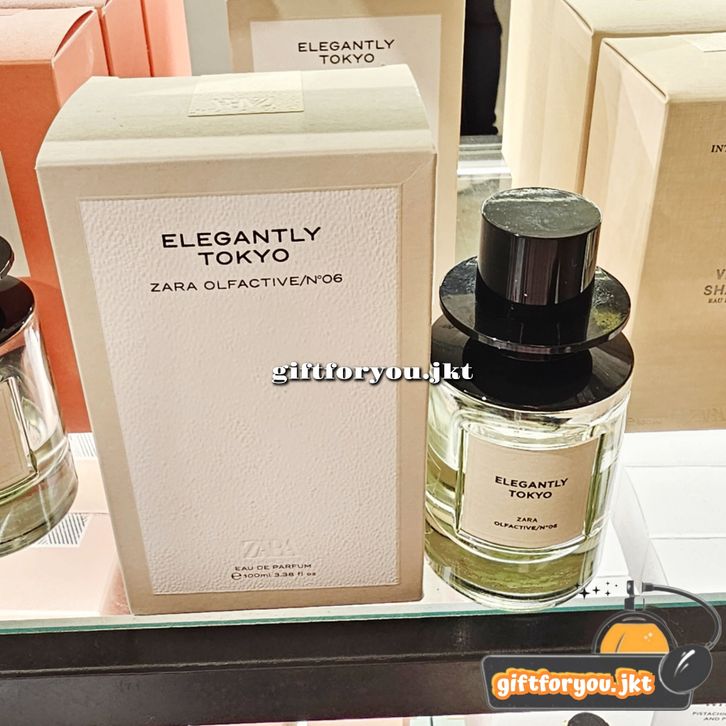 ELEGANTLY
TOKYO
ELEGANTLY
TOKYO
ZARA OLFACTIVE/Nº06
giftforyou.jkt
ZARA
EAU DE PARFUM
℮100ml 3.38 fl oz
ELEGANTLY
TOKYO
ZARA
OLFACTIVE/Nº06
giftforyou.jkt